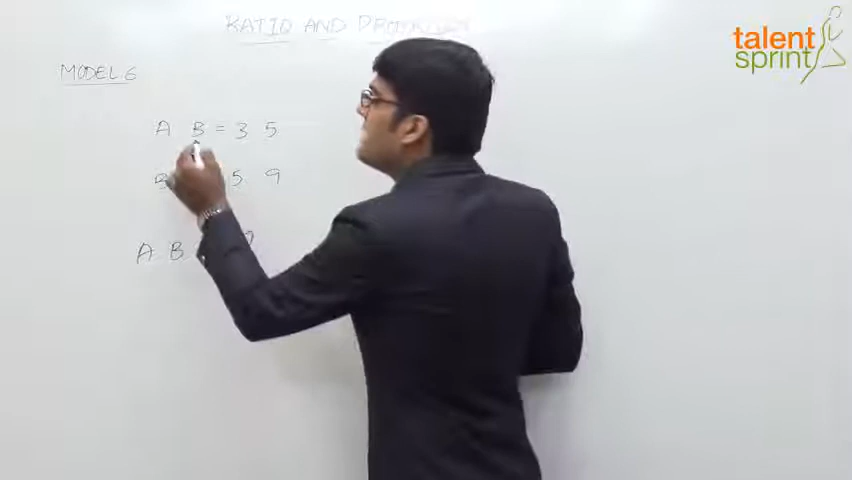 RATIO AND
talent
sprint
MODEL 6
A B = 3 5
B 5 9
A B ?